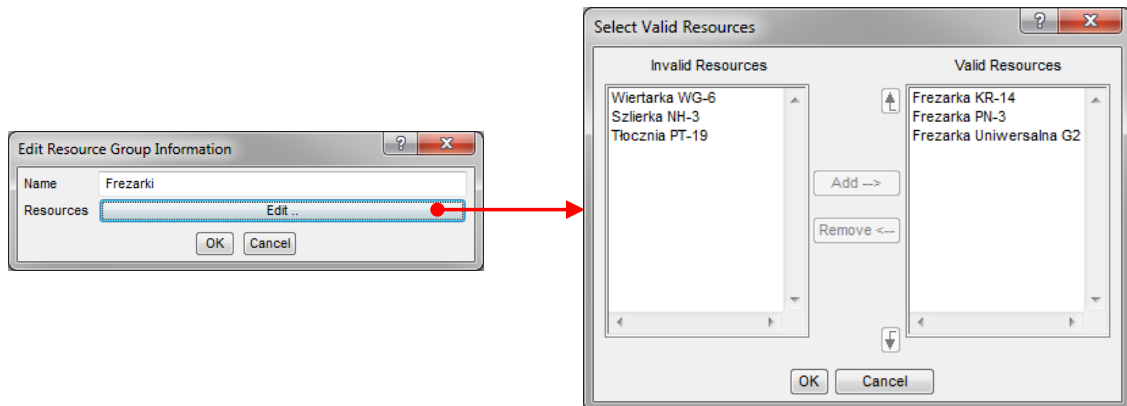 Edit Resource Group Information
Name Frezarki
Resources Edit ..
OK Cancel
Select Valid Resources
Invalid Resources Valid Resources
Wiertarka WG-6
Szlierka NH-3
Tłocznia PT-19
Add -->
Remove <--
Frezarka KR-14
Frezarka PN-3
Frezarka Uniwersalna G2
OK Cancel